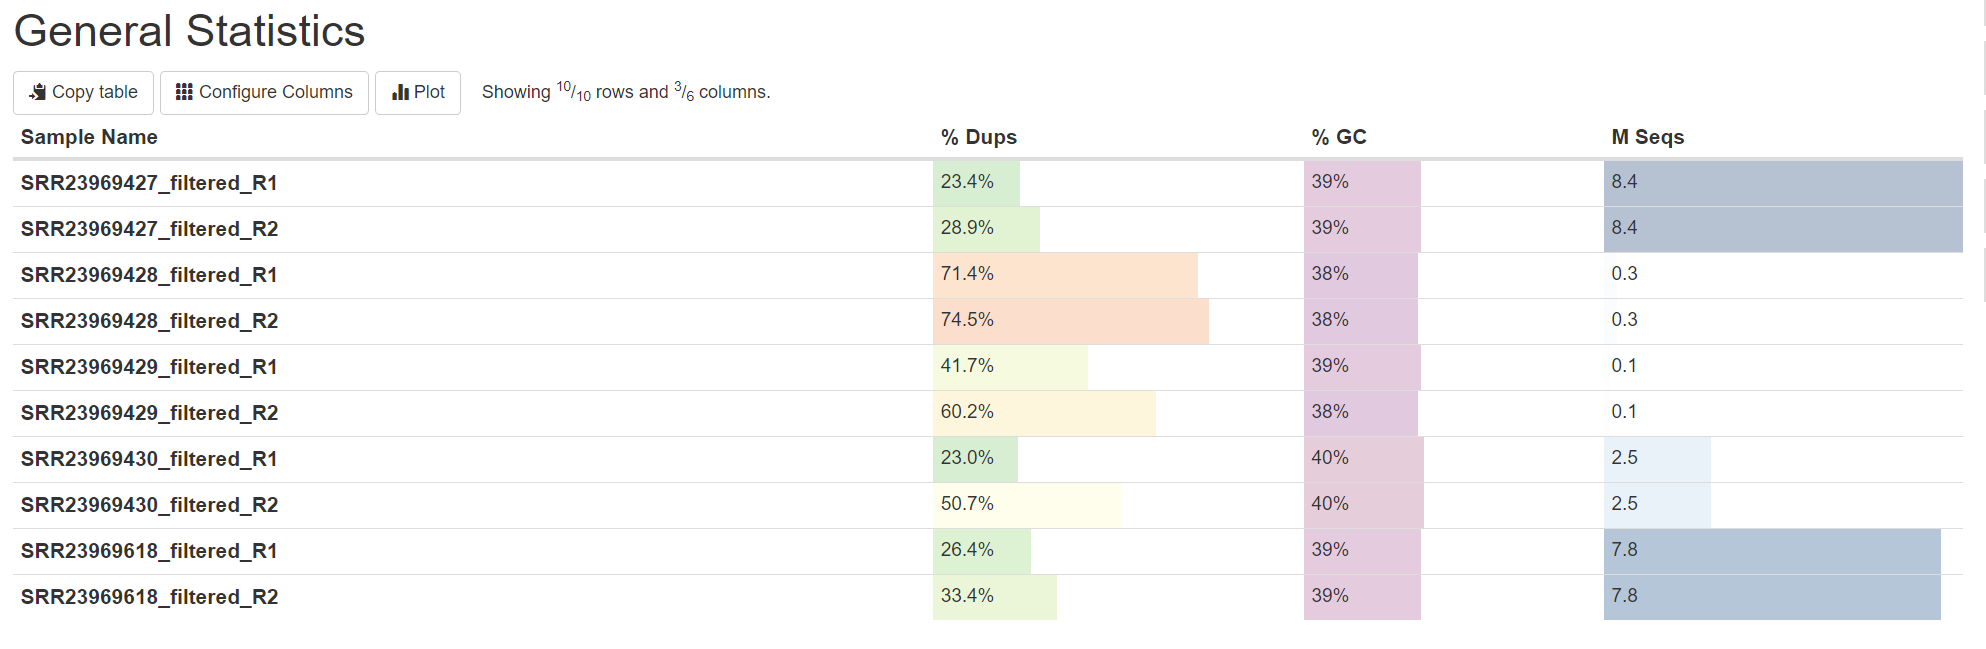 General Statistics
Copy table Configure Columns Plot Showing 10/10 rows and 3/6 columns.
Sample Name % Dups % GC M Seqs
SRR23969427_filtered_R1 23.4% 39% 8.4
SRR23969427_filtered_R2 28.9% 39% 8.4
SRR23969428_filtered_R1 71.4% 38% 0.3
SRR23969428_filtered_R2 74.5% 38% 0.3
SRR23969429_filtered_R1 41.7% 39% 0.1
SRR23969429_filtered_R2 60.2% 38% 0.1
SRR23969430_filtered_R1 23.0% 40% 2.5
SRR23969430_filtered_R2 50.7% 40% 2.5
SRR23969618_filtered_R1 26.4% 39% 7.8
SRR23969618_filtered_R2 33.4% 39% 7.8